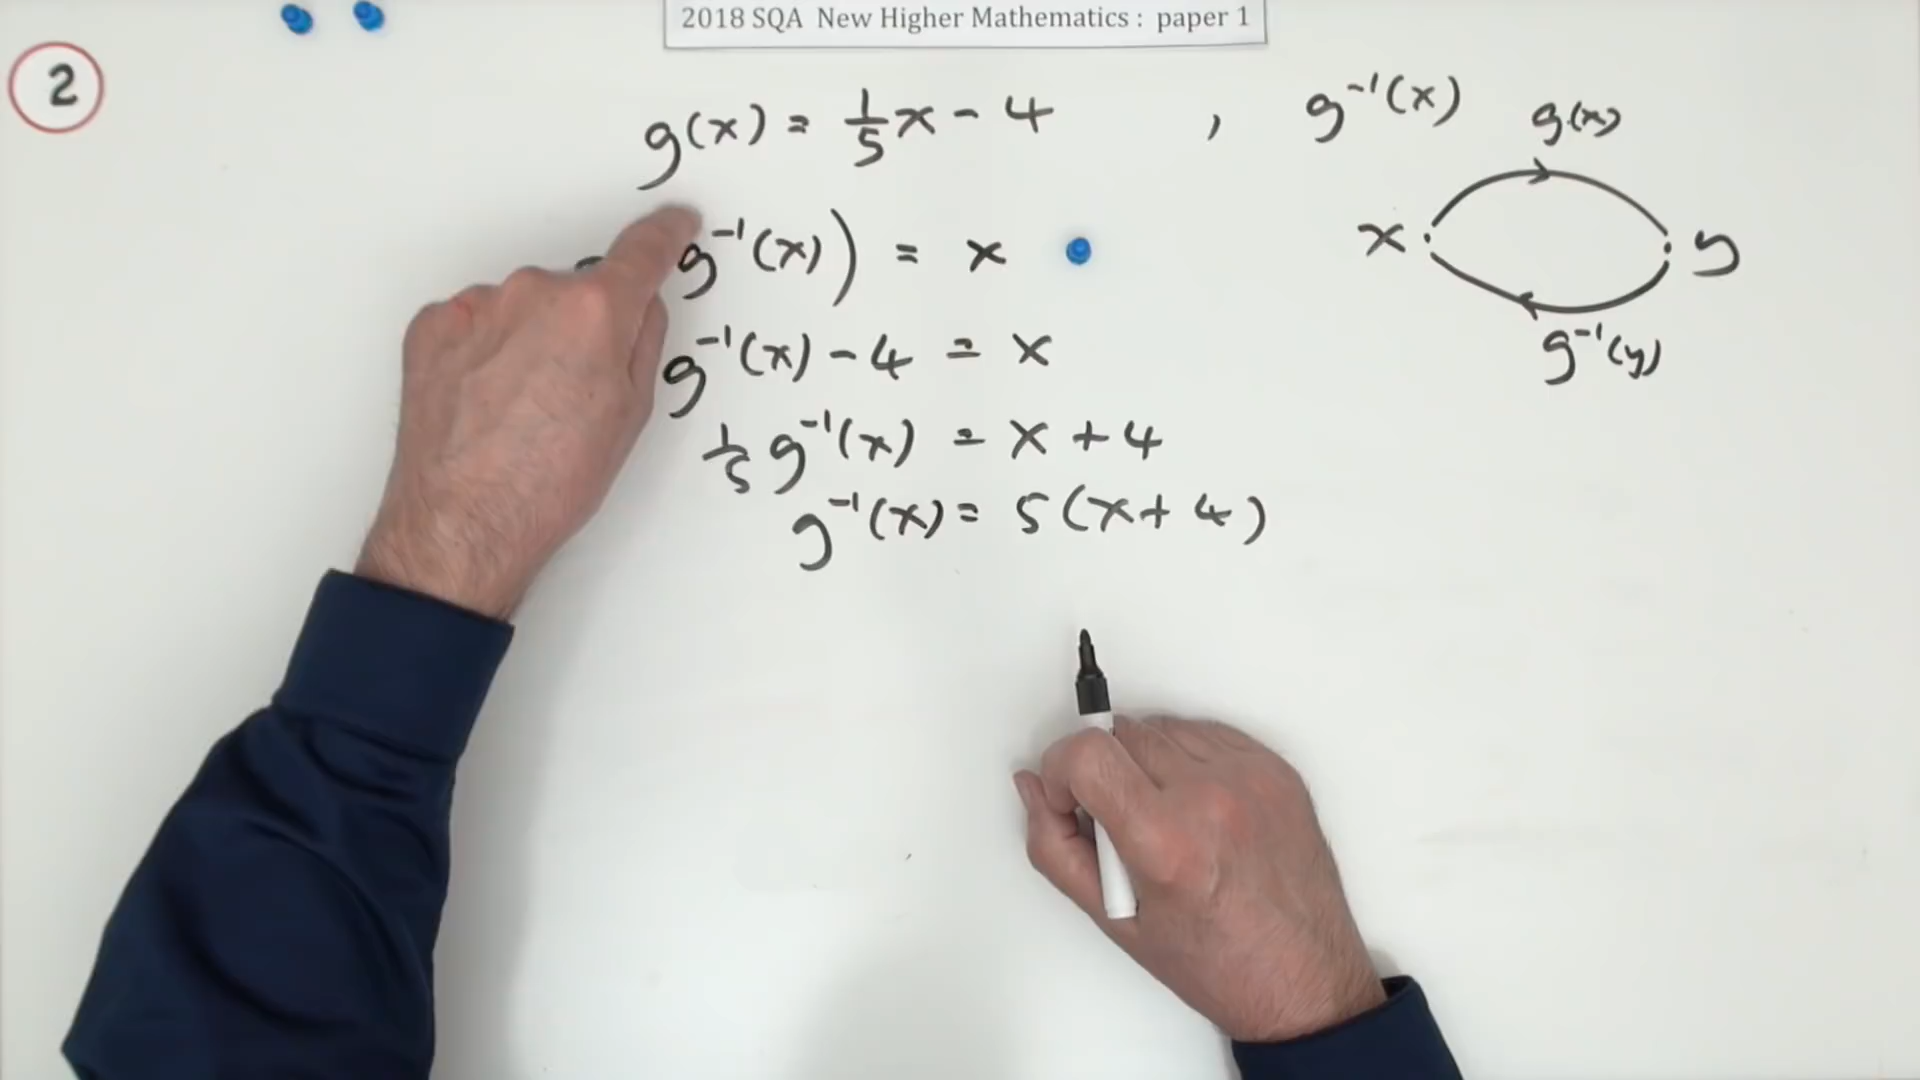 2018 SQA New Higher Mathematics : paper 1
2
g(x) = 1/5 x - 4 , g⁻¹(x)
g⁻¹(x)) = x
g⁻¹(x) - 4 = x
1/5 g⁻¹(x) = x + 4
g⁻¹(x) = 5(x + 4)
g(x)
x y
g⁻¹(y)